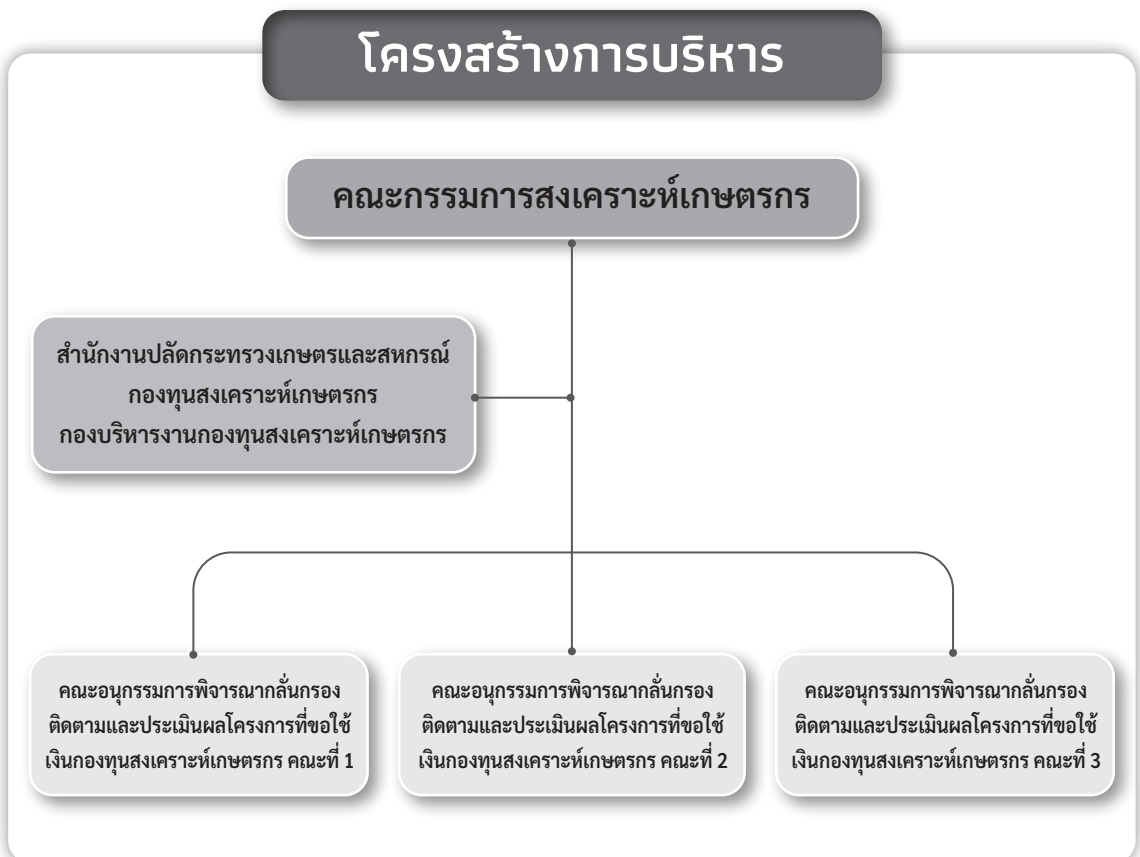 โครงสร้างการบริหาร
คณะกรรมการสงเคราะห์เกษตรกร
สำนักงานปลัดกระทรวงเกษตรและสหกรณ์
กองทุนสงเคราะห์เกษตรกร
กองบริหารงานกองทุนสงเคราะห์เกษตรกร
คณะอนุกรรมการพิจารณากลั่นกรอง
ติดตามและประเมินผลโครงการที่ขอใช้
เงินกองทุนสงเคราะห์เกษตรกร คณะที่ 1
คณะอนุกรรมการพิจารณากลั่นกรอง
ติดตามและประเมินผลโครงการที่ขอใช้
เงินกองทุนสงเคราะห์เกษตรกร คณะที่ 2
คณะอนุกรรมการพิจารณากลั่นกรอง
ติดตามและประเมินผลโครงการที่ขอใช้
เงินกองทุนสงเคราะห์เกษตรกร คณะที่ 3